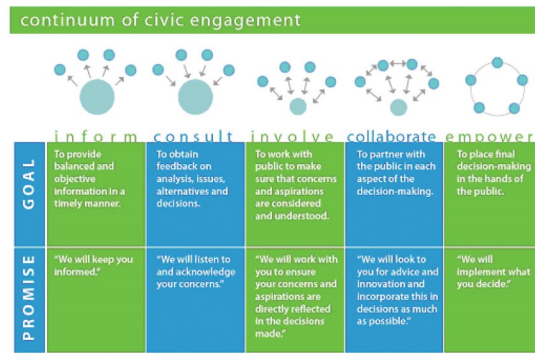 continuum of civic engagement
inform
consult
involve
collaborate
empower
GOAL
To provide
balanced and
objective
information in a
timely manner.
To obtain
feedback on
analysis, issues,
alternatives and
decisions.
To work with
public to make
sure that concerns
and aspirations
are considered
and understood.
To partner with
the public in each
aspect of the
decision-making.
To place final
decision-making
in the hands of
the public.
PROMISE
"We will keep you
informed."
"We will listen to
and acknowledge
your concerns."
"We will work with
you to ensure
your concerns and
aspirations are
directly reflected
in the decisions
made."
"We will look to
you for advice and
innovation and
incorporate this in
decisions as much
as possible."
"We will
implement what
you decide."